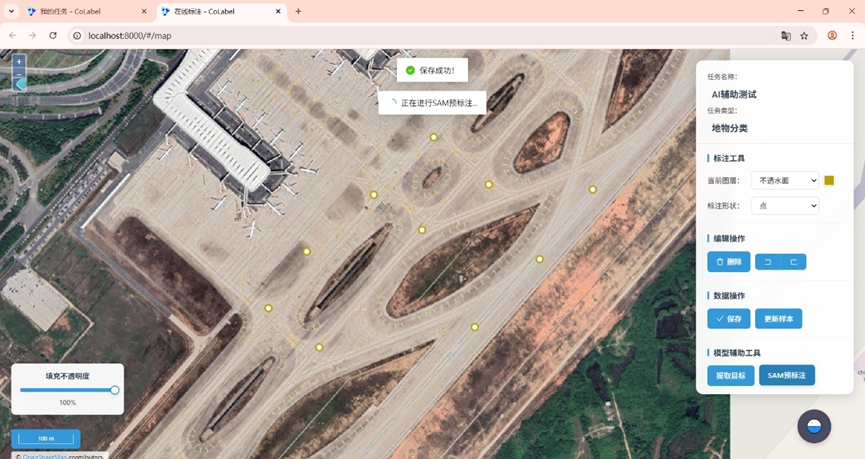 我的任务 - CoLabel
在线标注 - CoLabel
localhost:8000/#/map
保存成功!
正在进行SAM预标注...
任务名称:
AI辅助测试
任务类型:
地物分类
标注工具
当前图层: 不透水面
标注形状: 点
编辑操作
删除
数据操作
保存 更新样本
模型辅助工具
提取目标 SAM预标注
填充不透明度
100%
100 m
© OpenStreetMap contributors.